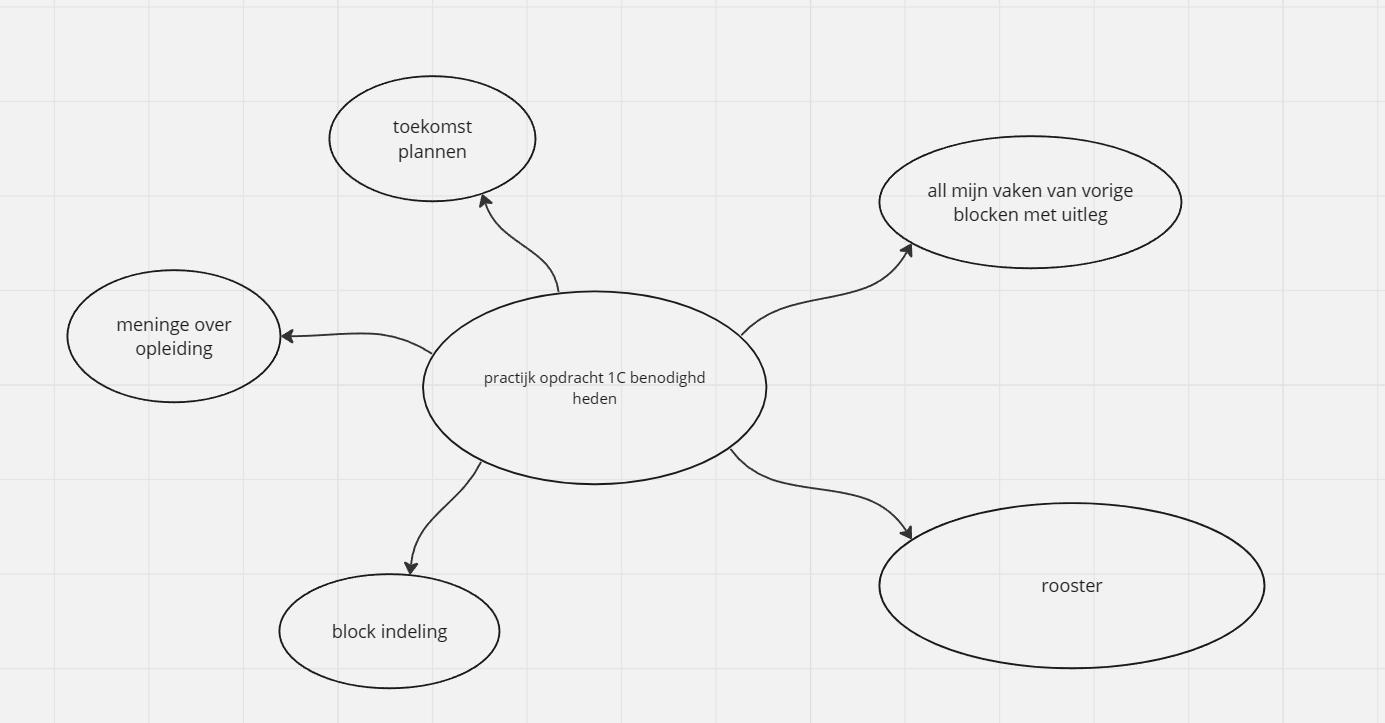 toekomst
plannen
all mijn vaken van vorige
blocken met uitleg
meninge over
opleiding
practijk opdracht 1C benodighd
heden
rooster
block indeling